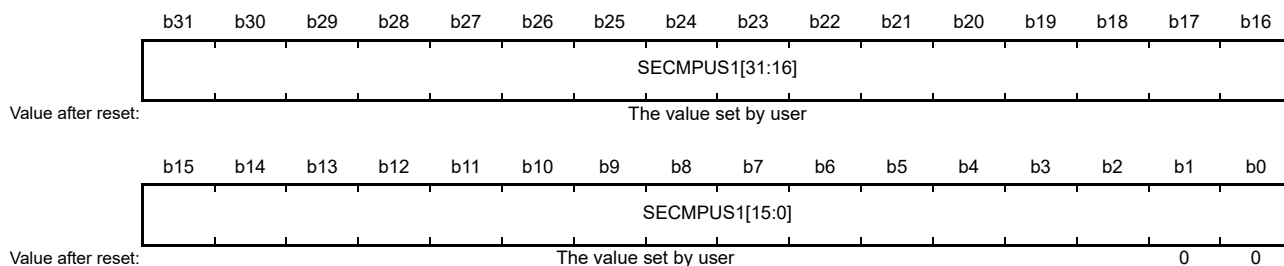 b31 b30 b29 b28 b27 b26 b25 b24 b23 b22 b21 b20 b19 b18 b17 b16
SECMPUS1[31:16]
Value after reset: The value set by user
b15 b14 b13 b12 b11 b10 b9 b8 b7 b6 b5 b4 b3 b2 b1 b0
SECMPUS1[15:0]
Value after reset: The value set by user 0 0